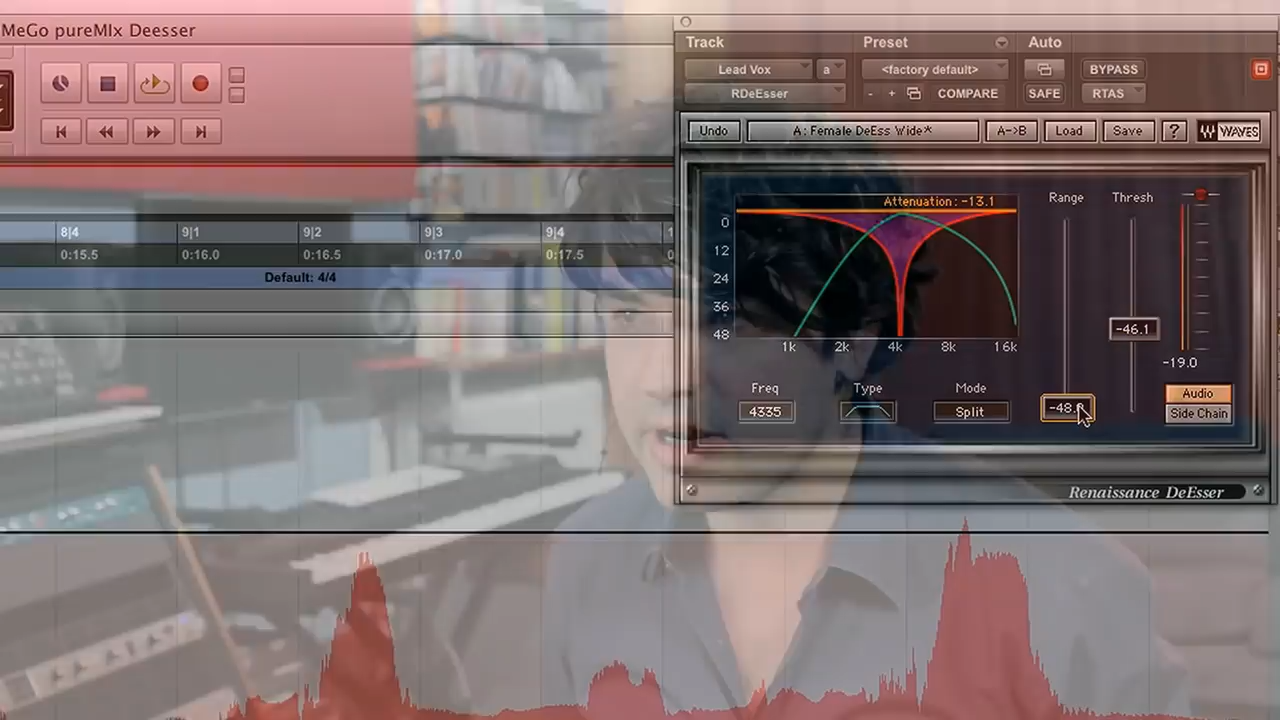 MeGo pureMIx Deesser
Track Preset Auto
Lead Vox a <factory default> BYPASS
RDeEsser - + COMPARE SAFE RTAS
Undo A: Female DeEss Wide* A->B Load Save ? WAVES
Attenuation: -13.1 Range Thresh
0
12
24
36
48
1k 2k 4k 8k 16k
-46.1
-19.0
Freq Type Mode
4335 Split
Audio
Side Chain
Renaissance DeEsser
8|4 9|1 9|2 9|3 9|4
0:15.5 0:16.0 0:16.5 0:17.0 0:17.5
Default: 4/4